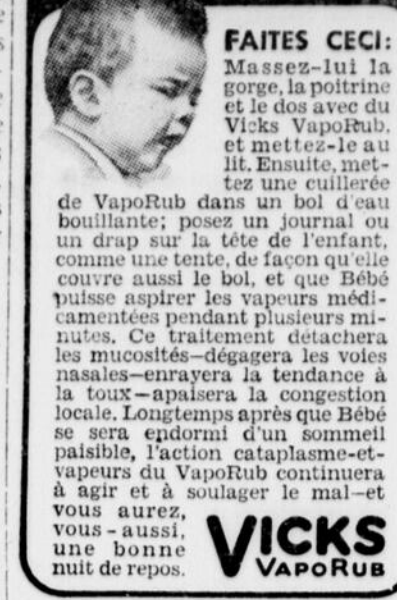 FAITES CECI:
Massez-lui la
gorge, la poitrine
et le dos avec du
Vicks VapoRub,
et mettez-le au
lit. Ensuite, met-
tez une cuillerée
de VapoRub dans un bol d'eau
bouillante; posez un journal ou
un drap sur la tête de l'enfant,
comme une tente, de façon qu'elle
couvre aussi le bol, et que Bébé
puisse aspirer les vapeurs médi-
camentées pendant plusieurs mi-
nutes. Ce traitement détachera
les mucosités—dégagera les voies
nasales—enrayera la tendance à
la toux—apaisera la congestion
locale. Longtemps après que Bébé
se sera endormi d'un sommeil
paisible, l'action cataplasme-et-
vapeurs du VapoRub continuera
à agir et à soulager le mal—et
vous aurez,
vous-aussi,
une bonne
nuit de repos.
VICKS
VAPORUB